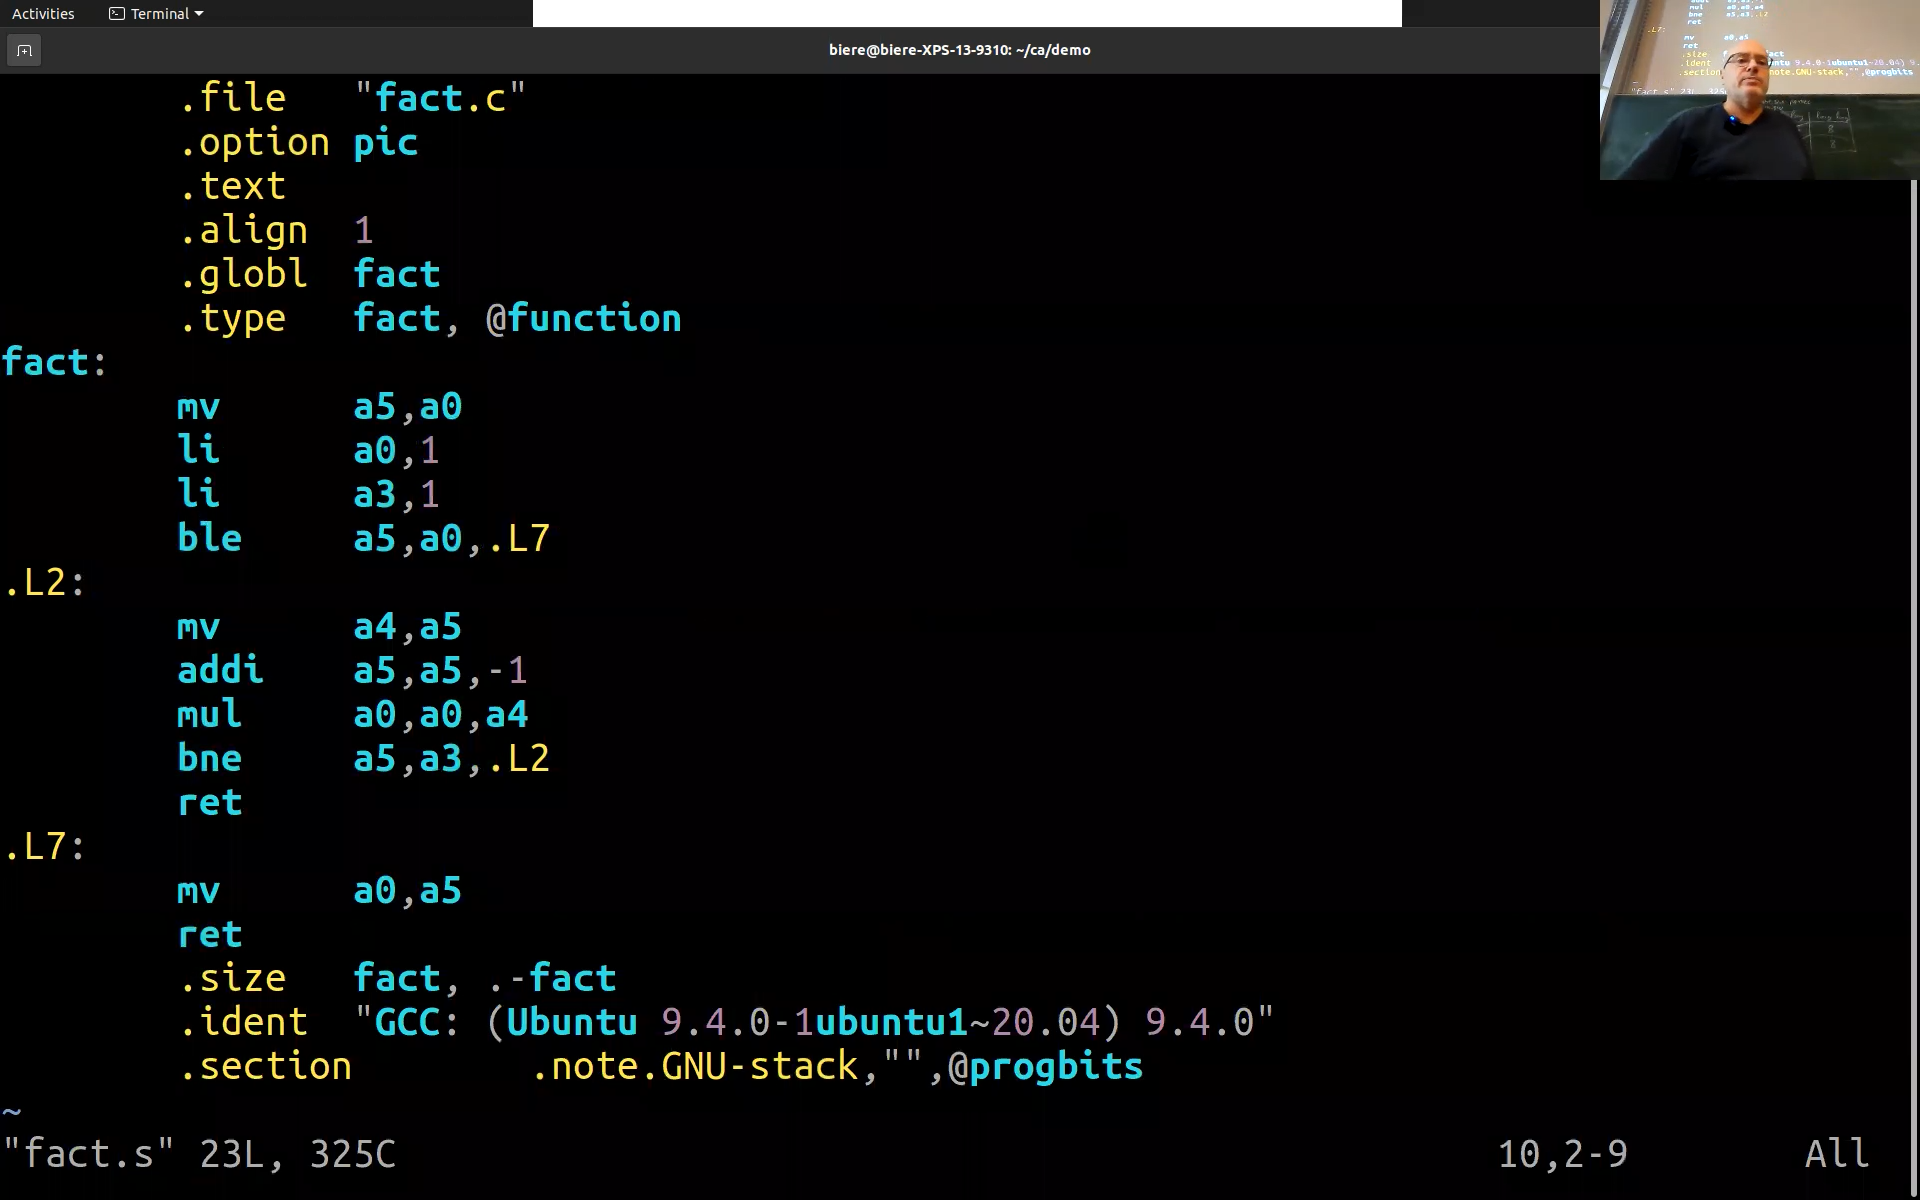 Activities
Terminal
biere@biere-XPS-13-9310: ~/ca/demo
.file "fact.c"
.option pic
.text
.align 1
.globl fact
.type fact, @function
fact:
mv a5,a0
li a0,1
li a3,1
ble a5,a0,.L7
.L2:
mv a4,a5
addi a5,a5,-1
mul a0,a0,a4
bne a5,a3,.L2
ret
.L7:
mv a0,a5
ret
.size fact, .-fact
.ident "GCC: (Ubuntu 9.4.0-1ubuntu1~20.04) 9.4.0"
.section .note.GNU-stack,"",@progbits
~
"fact.s" 23L, 325C
10,2-9
All